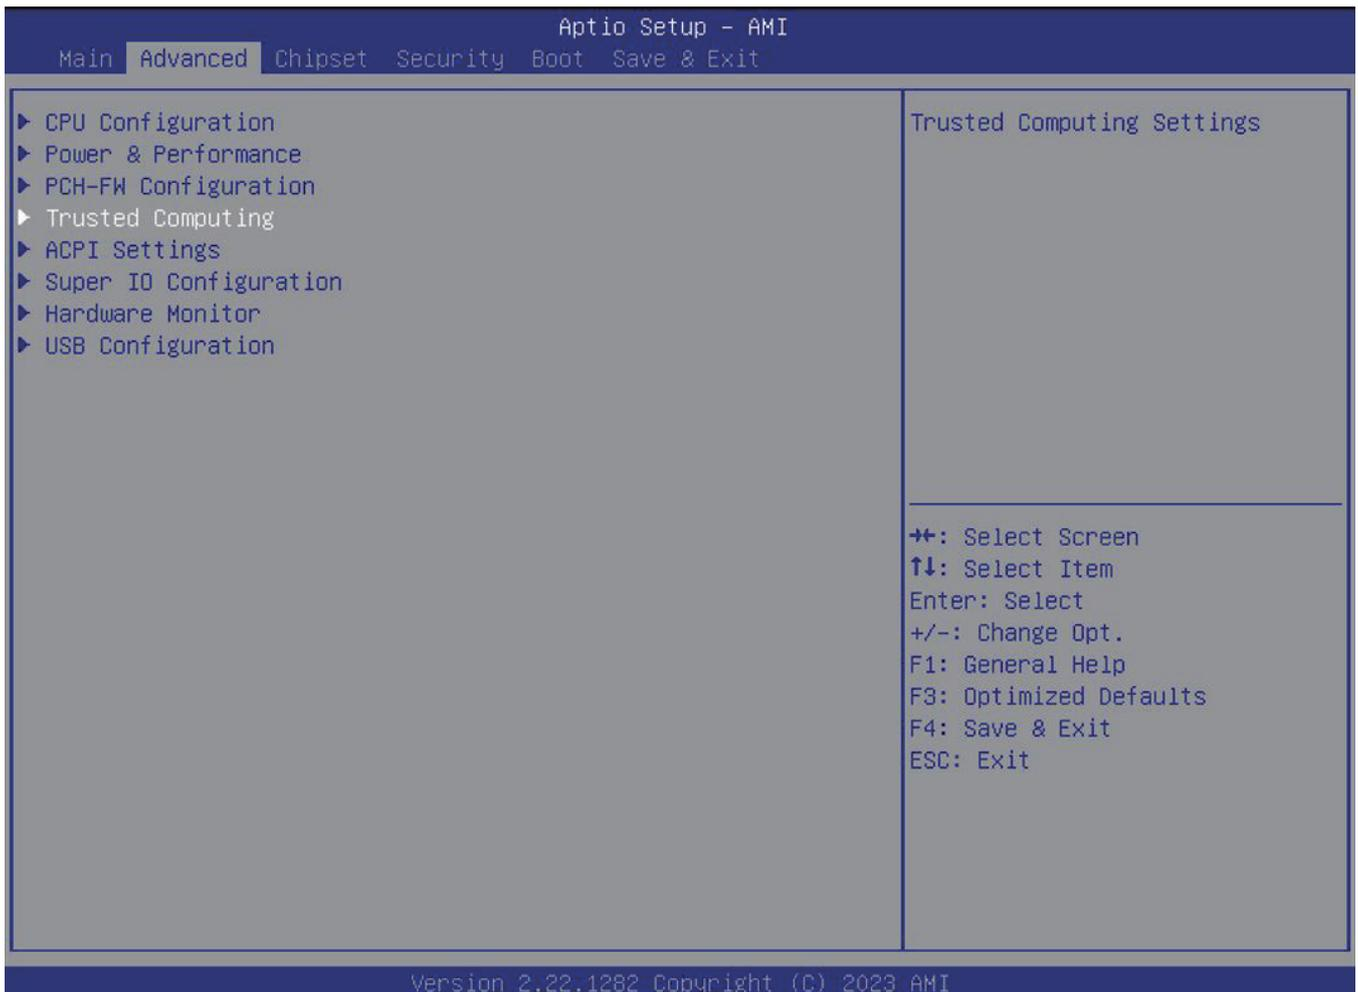 Aptio Setup – AMI
Main Advanced Chipset Security Boot Save & Exit
CPU Configuration
Power & Performance
PCH-FW Configuration
Trusted Computing
ACPI Settings
Super IO Configuration
Hardware Monitor
USB Configuration
Trusted Computing Settings
→←: Select Screen
↑↓: Select Item
Enter: Select
+/-: Change Opt.
F1: General Help
F3: Optimized Defaults
F4: Save & Exit
ESC: Exit
Version 2.22.1282 Copyright (C) 2023 AMI